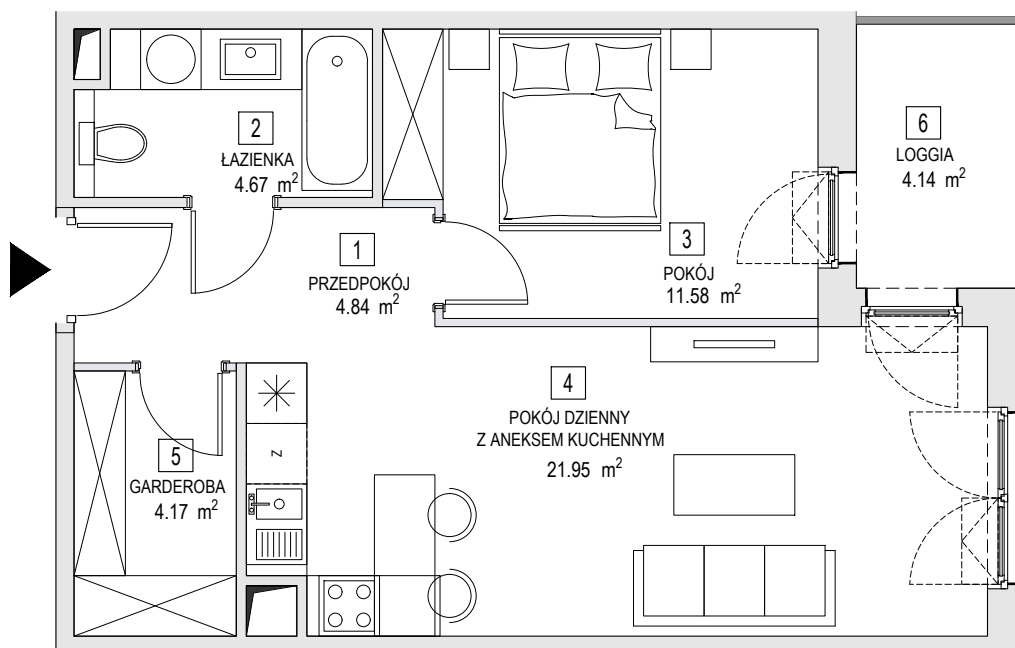 2
ŁAZIENKA
4.67 m²
1
PRZEDPOKÓJ
4.84 m²
3
POKÓJ
11.58 m²
6
LOGGIA
4.14 m²
4
POKÓJ DZIENNY
Z ANEKSEM KUCHENNYM
21.95 m²
5
GARDEROBA
4.17 m²
Z